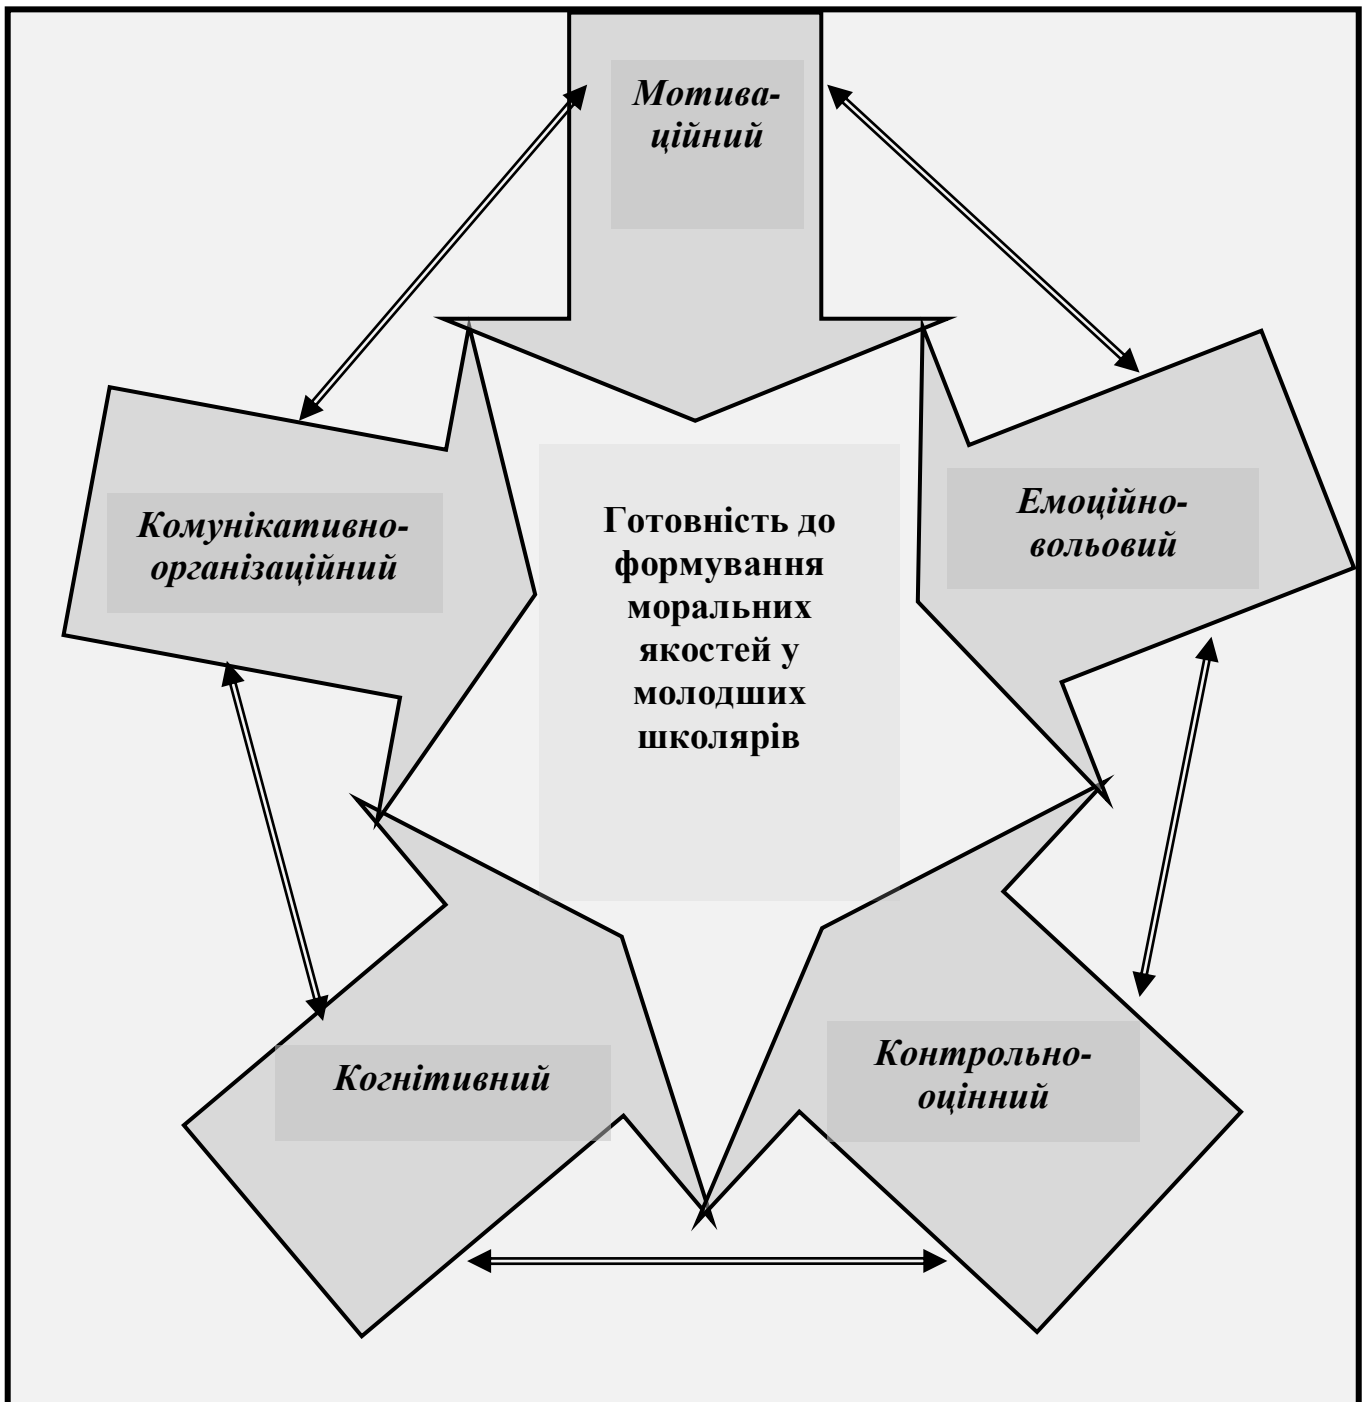 Мотива-
ційний
Комунікативно-
організаційний
Готовність до
формування
моральних
якостей у
молодших
школярів
Емоційно-
вольовий
Когнітивний
Контрольно-
оцінний